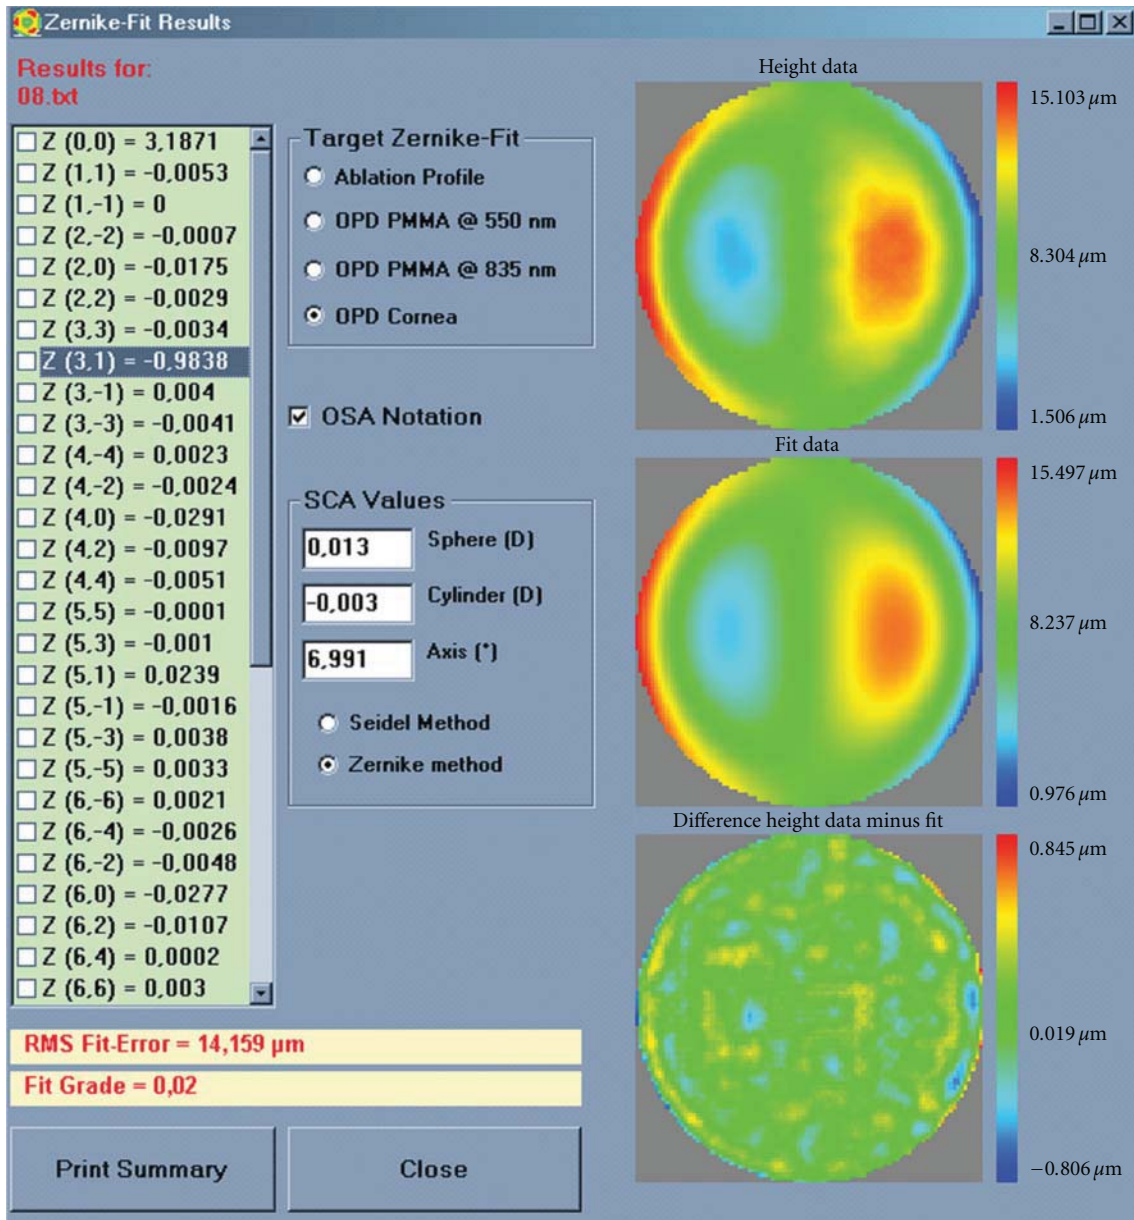 Zernike-Fit Results
Results for:
08.txt
Z (0,0) = 3,1871
Z (1,1) = -0,0053
Z (1,-1) = 0
Z (2,-2) = -0,0007
Z (2,0) = -0,0175
Z (2,2) = -0,0029
Z (3,3) = -0,0034
Z (3,1) = -0,9838
Z (3,-1) = 0,004
Z (3,-3) = -0,0041
Z (4,-4) = 0,0023
Z (4,-2) = -0,0024
Z (4,0) = -0,0291
Z (4,2) = -0,0097
Z (4,4) = -0,0051
Z (5,5) = -0,0001
Z (5,3) = -0,001
Z (5,1) = 0,0239
Z (5,-1) = -0,0016
Z (5,-3) = 0,0038
Z (5,-5) = 0,0033
Z (6,-6) = 0,0021
Z (6,-4) = -0,0026
Z (6,-2) = -0,0048
Z (6,0) = -0,0277
Z (6,2) = -0,0107
Z (6,4) = 0,0002
Z (6,6) = 0,003
Target Zernike-Fit
Ablation Profile
OPD PMMA @ 550 nm
OPD PMMA @ 835 nm
OPD Cornea
OSA Notation
SCA Values
0,013 Sphere (D)
-0,003 Cylinder (D)
6,991 Axis (°)
Seidel Method
Zernike method
RMS Fit-Error = 14,159 µm
Fit Grade = 0,02
Print Summary
Close
Height data
15.103 µm
8.304 µm
1.506 µm
Fit data
15.497 µm
8.237 µm
0.976 µm
Difference height data minus fit
0.845 µm
0.019 µm
−0.806 µm